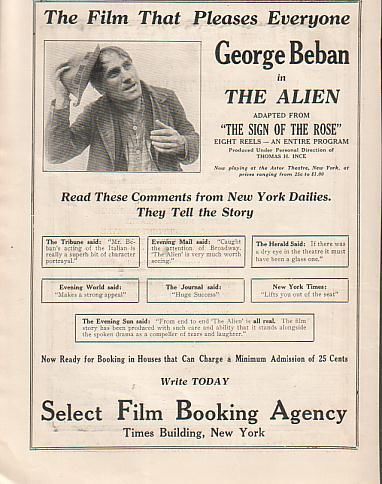 The Film That Pleases Everyone
George Beban
in
THE ALIEN
ADAPTED FROM
"THE SIGN OF THE ROSE"
EIGHT REELS — AN ENTIRE PROGRAM
Produced Under Personal Direction of
THOMAS H. INCE
Now playing at the Astor Theatre, New York, at
prices ranging from 25c to $1.00
Read These Comments from New York Dailies.
They Tell the Story
The Tribune said: "Mr. Be-
ban's acting of the Italian is
really a superb bit of character
portrayal."
Evening Mail said: "Caught
the attention of Broadway.
'The Alien' is very much worth
seeing."
The Herald Said: If there was
a dry eye in the theatre it must
have been a glass one."
Evening World said:
"Makes a strong appeal"
The Journal said:
"Huge Success"
New York Times:
"Lifts you out of the seat"
The Evening Sun said: "From end to end 'The Alien' is all real. The film
story has been produced with such care and ability that it stands alongside
the spoken drama as a compeller of tears and laughter."
Now Ready for Booking in Houses that Can Charge a Minimum Admission of 25 Cents
Write TODAY
Select Film Booking Agency
Times Building, New York